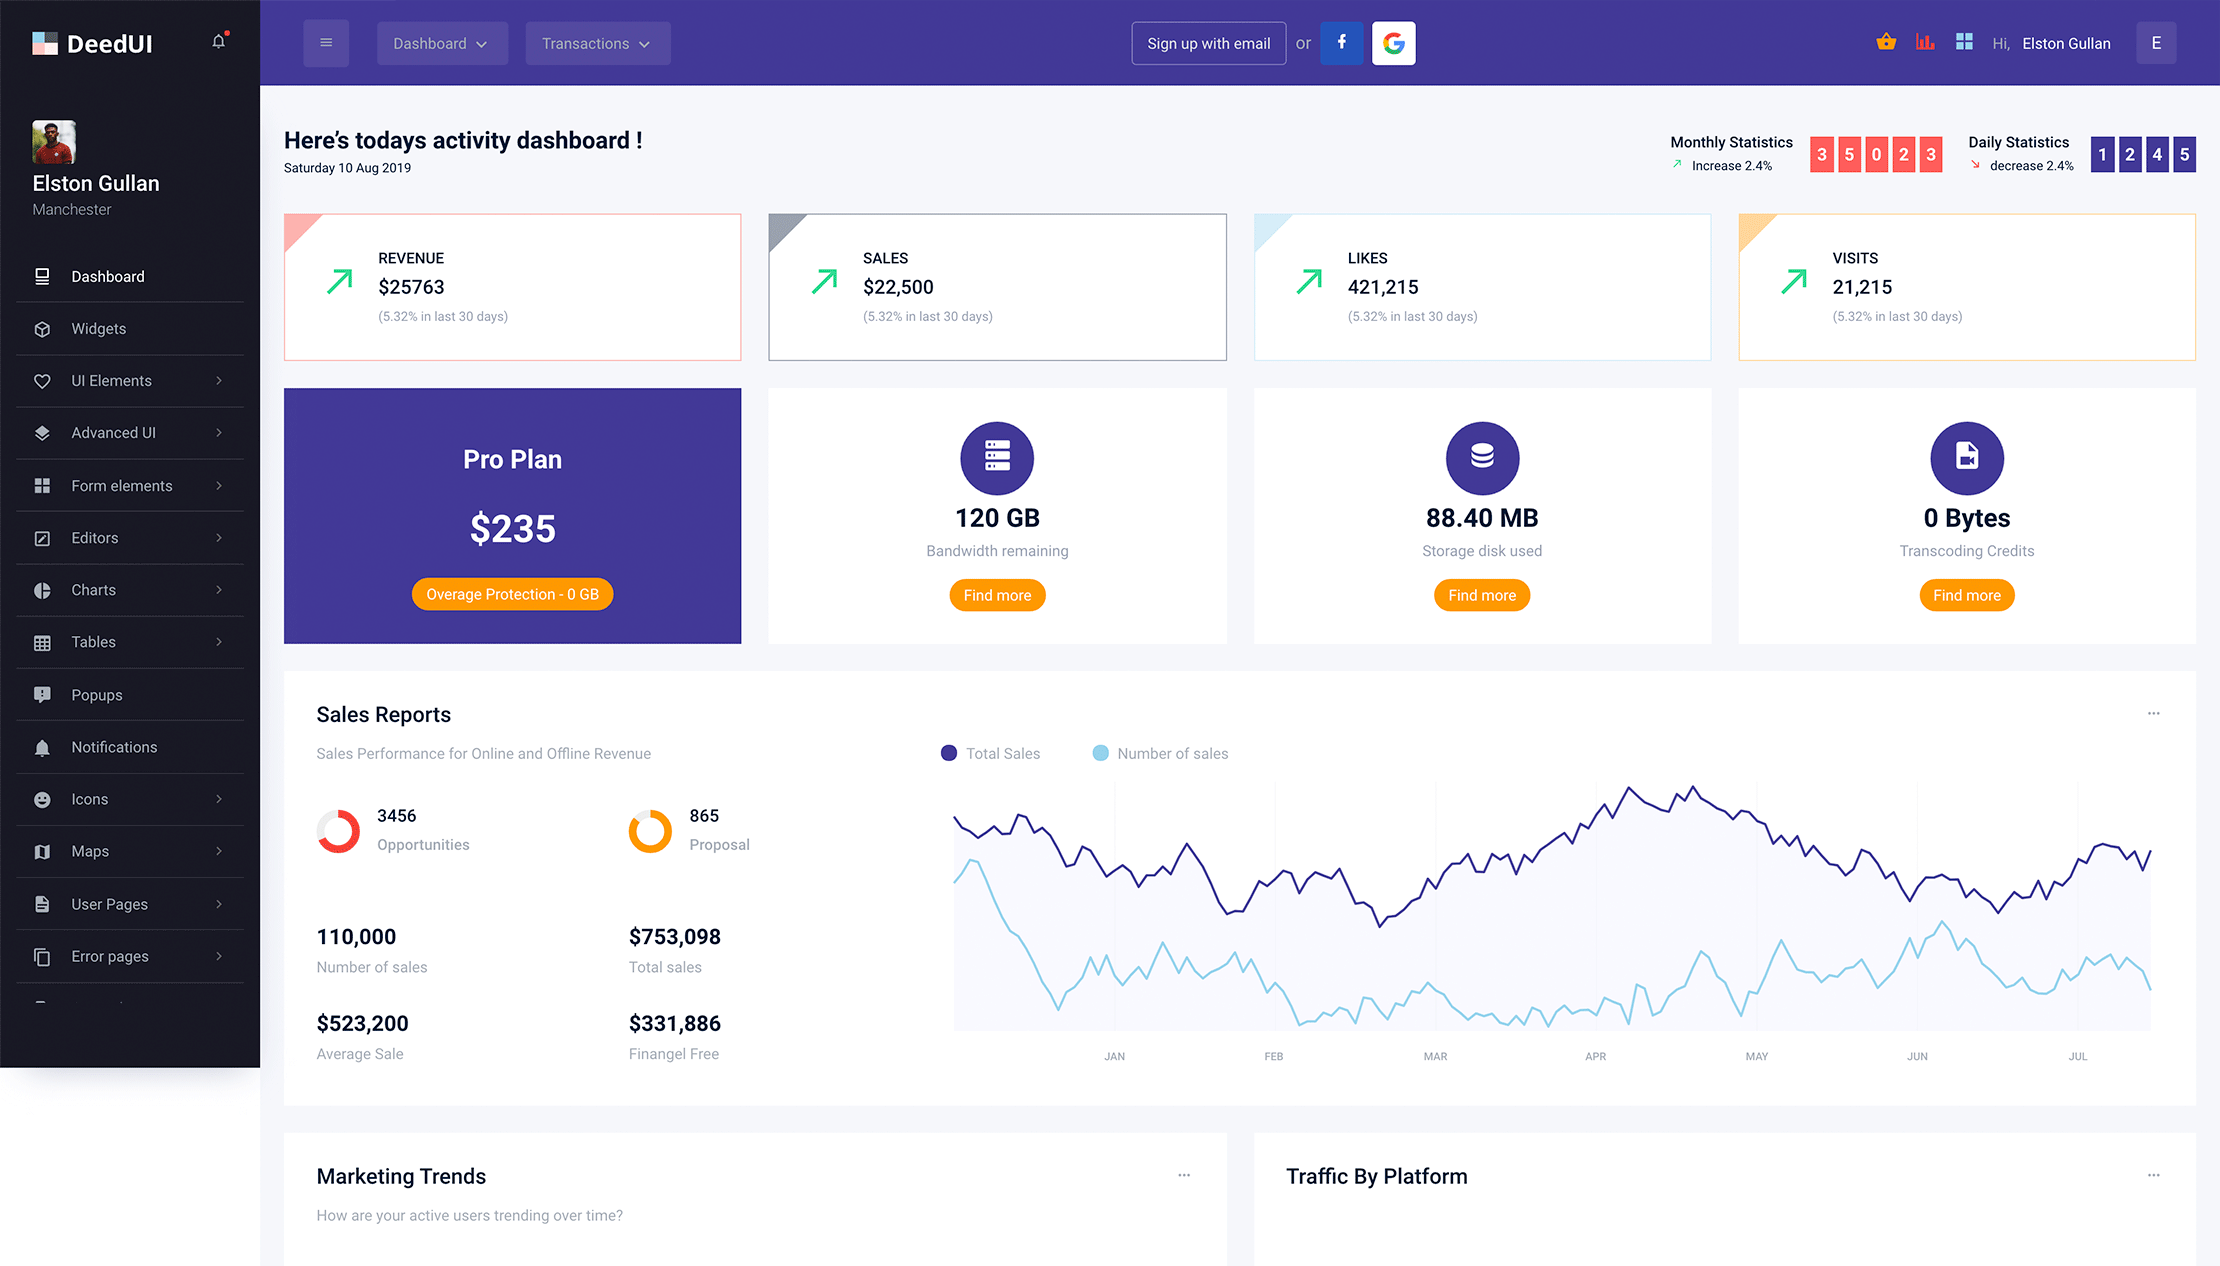 DeedUI
Dashboard
Transactions
Sign up with email
or
f
G
Hi,
Elston Gullan
E
Elston Gullan
Manchester
Dashboard
Widgets
UI Elements
Advanced UI
Form elements
Editors
Charts
Tables
Popups
Notifications
Icons
Maps
User Pages
Error pages
Here's todays activity dashboard !
Saturday 10 Aug 2019
Monthly Statistics
Increase 2.4%
3 5 0 2 3
Daily Statistics
decrease 2.4%
1 2 4 5
REVENUE
$25763
(5.32% in last 30 days)
SALES
$22,500
(5.32% in last 30 days)
LIKES
421,215
(5.32% in last 30 days)
VISITS
21,215
(5.32% in last 30 days)
Pro Plan
$235
Overage Protection - 0 GB
120 GB
Bandwidth remaining
Find more
88.40 MB
Storage disk used
Find more
0 Bytes
Transcoding Credits
Find more
Sales Reports
Sales Performance for Online and Offline Revenue
3456
Opportunities
865
Proposal
110,000
Number of sales
$753,098
Total sales
$523,200
Average Sale
$331,886
Finangel Free
Total Sales
Number of sales
JAN FEB MAR APR MAY JUN JUL
Marketing Trends
How are your active users trending over time?
Traffic By Platform